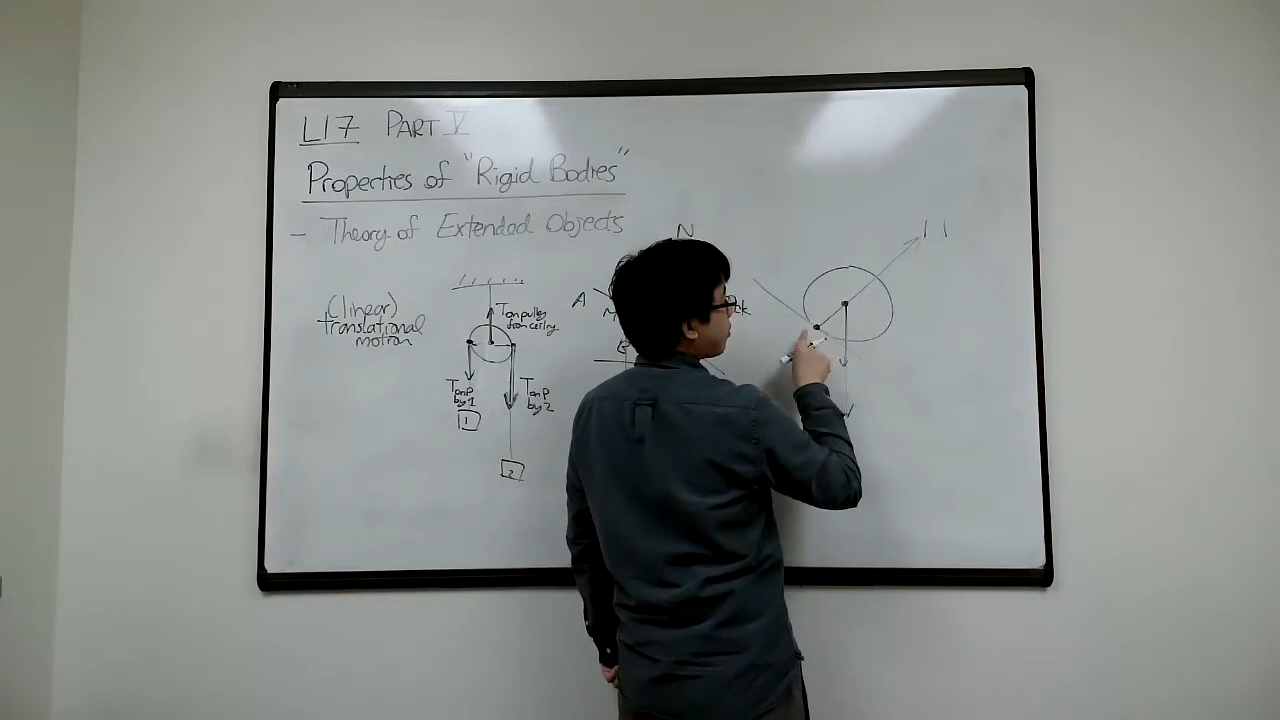 L17 PART V
Properties of "Rigid Bodies"
- Theory of Extended Objects
(linear)
translational
motion
T on pulley
from ceiling
T on P
by 1
T on P
by 2
1
2
A
N